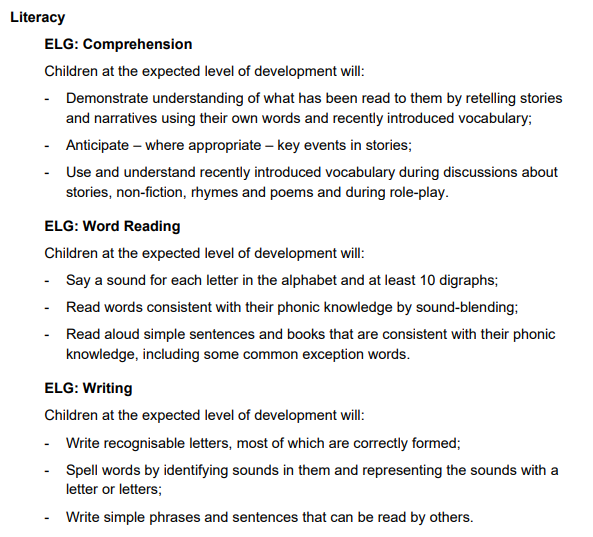 Literacy
ELG: Comprehension
Children at the expected level of development will:
- Demonstrate understanding of what has been read to them by retelling stories
and narratives using their own words and recently introduced vocabulary;
- Anticipate – where appropriate – key events in stories;
- Use and understand recently introduced vocabulary during discussions about
stories, non-fiction, rhymes and poems and during role-play.
ELG: Word Reading
Children at the expected level of development will:
- Say a sound for each letter in the alphabet and at least 10 digraphs;
- Read words consistent with their phonic knowledge by sound-blending;
- Read aloud simple sentences and books that are consistent with their phonic
knowledge, including some common exception words.
ELG: Writing
Children at the expected level of development will:
- Write recognisable letters, most of which are correctly formed;
- Spell words by identifying sounds in them and representing the sounds with a
letter or letters;
- Write simple phrases and sentences that can be read by others.